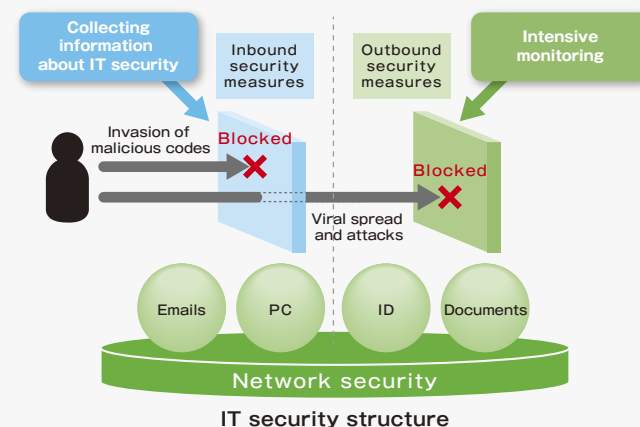 Collecting
information
about IT security
Inbound
security
measures
Outbound
security
measures
Intensive
monitoring
Invasion of
malicious codes
Blocked
Blocked
Viral spread
and attacks
Emails
PC
ID
Documents
Network security
IT security structure